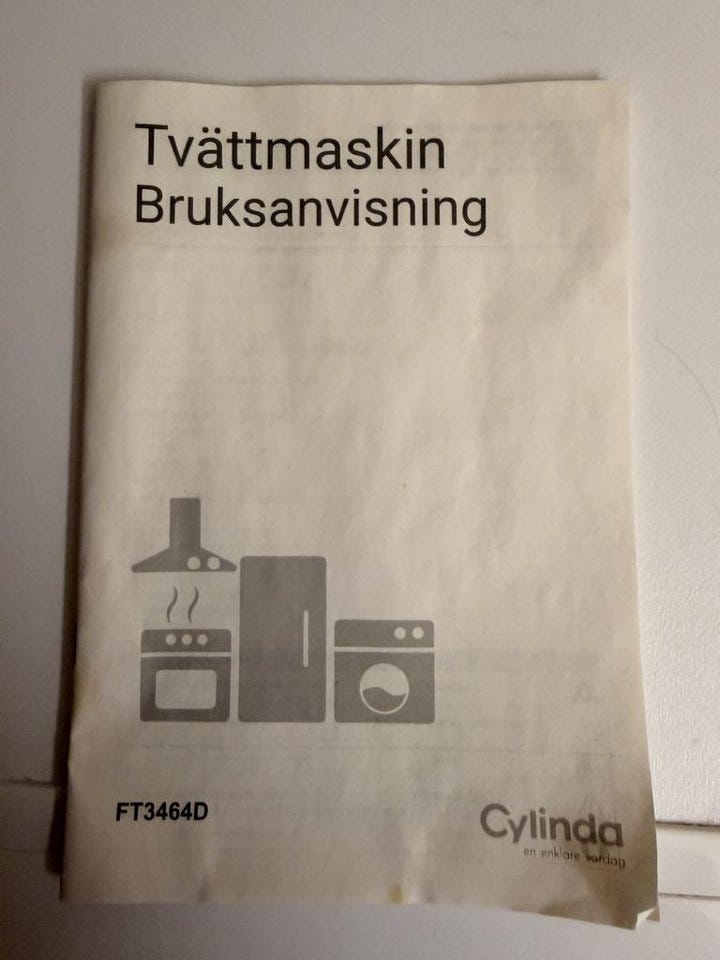 Tvättmaskin
Bruksanvisning
FT3464D
Cylinda
en enklare vardag